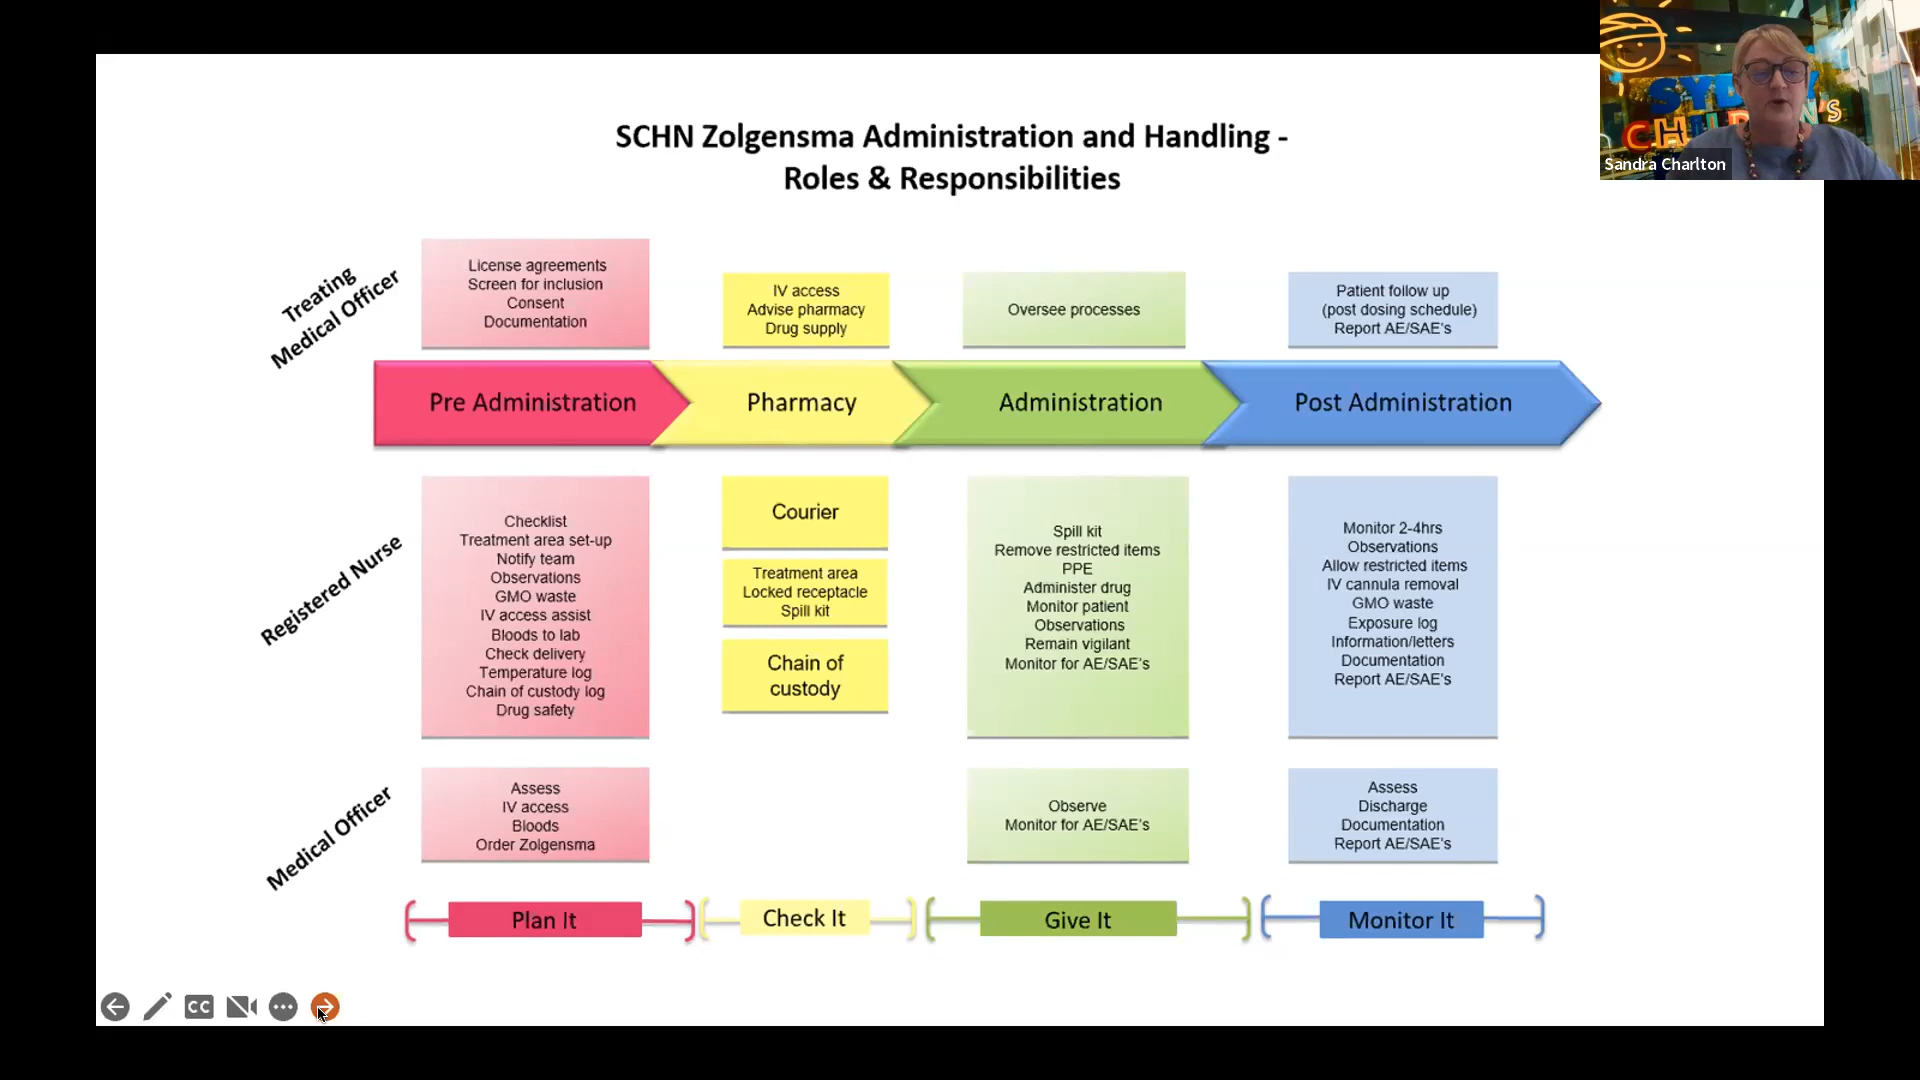 SCHN Zolgensma Administration and Handling -
Roles & Responsibilities
Sandra Charlton
Treating
Medical Officer
License agreements
Screen for inclusion
Consent
Documentation
IV access
Advise pharmacy
Drug supply
Oversee processes
Patient follow up
(post dosing schedule)
Report AE/SAE's
Pre Administration
Pharmacy
Administration
Post Administration
Registered Nurse
Checklist
Treatment area set-up
Notify team
Observations
GMO waste
IV access assist
Bloods to lab
Check delivery
Temperature log
Chain of custody log
Drug safety
Courier
Treatment area
Locked receptacle
Spill kit
Chain of
custody
Spill kit
Remove restricted items
PPE
Administer drug
Monitor patient
Observations
Remain vigilant
Monitor for AE/SAE's
Monitor 2-4hrs
Observations
Allow restricted items
IV cannula removal
GMO waste
Exposure log
Information/letters
Documentation
Report AE/SAE's
Medical Officer
Assess
IV access
Bloods
Order Zolgensma
Observe
Monitor for AE/SAE's
Assess
Discharge
Documentation
Report AE/SAE's
Plan It
Check It
Give It
Monitor It
CC